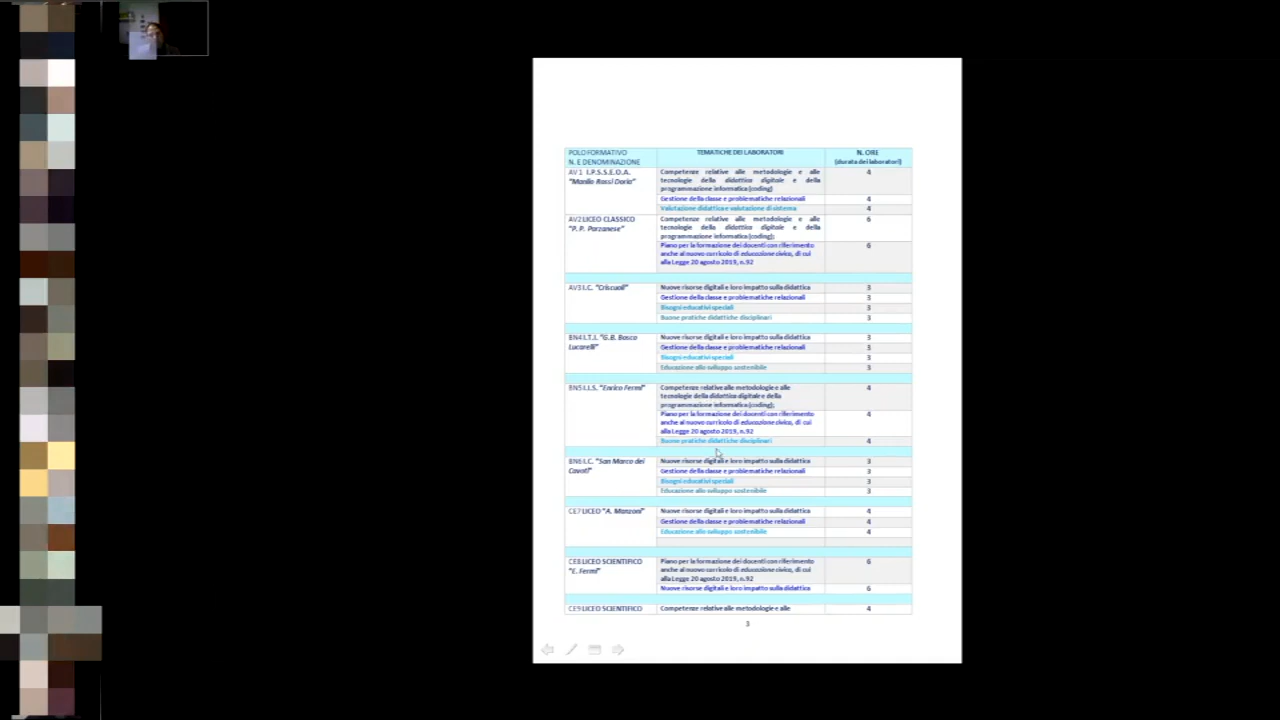 POLO FORMATIVO
N. E DENOMINAZIONE
TEMATICHE DEI LABORATORI
N. ORE
(durata dei laboratori)
AV 1 I.P.S.S.E.O.A.
"Manlio Rossi Doria"
Competenze relative alle metodologie e alle
tecnologie della didattica digitale e della
programmazione informatica (coding)
4
Gestione della classe e problematiche relazionali
4
Valutazione didattica e valutazione di sistema
4
AV2 LICEO CLASSICO
"P. P. Parzanese"
Competenze relative alle metodologie e alle
tecnologie della didattica digitale e della
programmazione informatica (coding);
6
Piano per la formazione dei docenti con riferimento
anche al nuovo curricolo di educazione civica, di cui
alla Legge 20 agosto 2019, n.92
6
AV3 I.C. "Criscuoli"
Nuove risorse digitali e loro impatto sulla didattica
3
Gestione della classe e problematiche relazionali
3
Bisogni educativi speciali
3
Buone pratiche didattiche disciplinari
3
BN4 I.T.I. "G.B. Bosco
Lucarelli"
Nuove risorse digitali e loro impatto sulla didattica
3
Gestione della classe e problematiche relazionali
3
Bisogni educativi speciali
3
Educazione allo sviluppo sostenibile
3
BN5 I.I.S. "Enrico Fermi"
Competenze relative alle metodologie e alle
tecnologie della didattica digitale e della
programmazione informatica (coding);
4
Piano per la formazione dei docenti con riferimento
anche al nuovo curricolo di educazione civica, di cui
alla Legge 20 agosto 2019, n.92
4
Buone pratiche didattiche disciplinari
4
BN6 I.C. "San Marco dei
Cavoti"
Nuove risorse digitali e loro impatto sulla didattica
3
Gestione della classe e problematiche relazionali
3
Bisogni educativi speciali
3
Educazione allo sviluppo sostenibile
3
CE7 LICEO "A. Manzoni"
Nuove risorse digitali e loro impatto sulla didattica
4
Gestione della classe e problematiche relazionali
4
Educazione allo sviluppo sostenibile
4
CE8 LICEO SCIENTIFICO
"E. Fermi"
Piano per la formazione dei docenti con riferimento
anche al nuovo curricolo di educazione civica, di cui
alla Legge 20 agosto 2019, n.92
6
Nuove risorse digitali e loro impatto sulla didattica
6
CE9 LICEO SCIENTIFICO
Competenze relative alle metodologie e alle
4
3